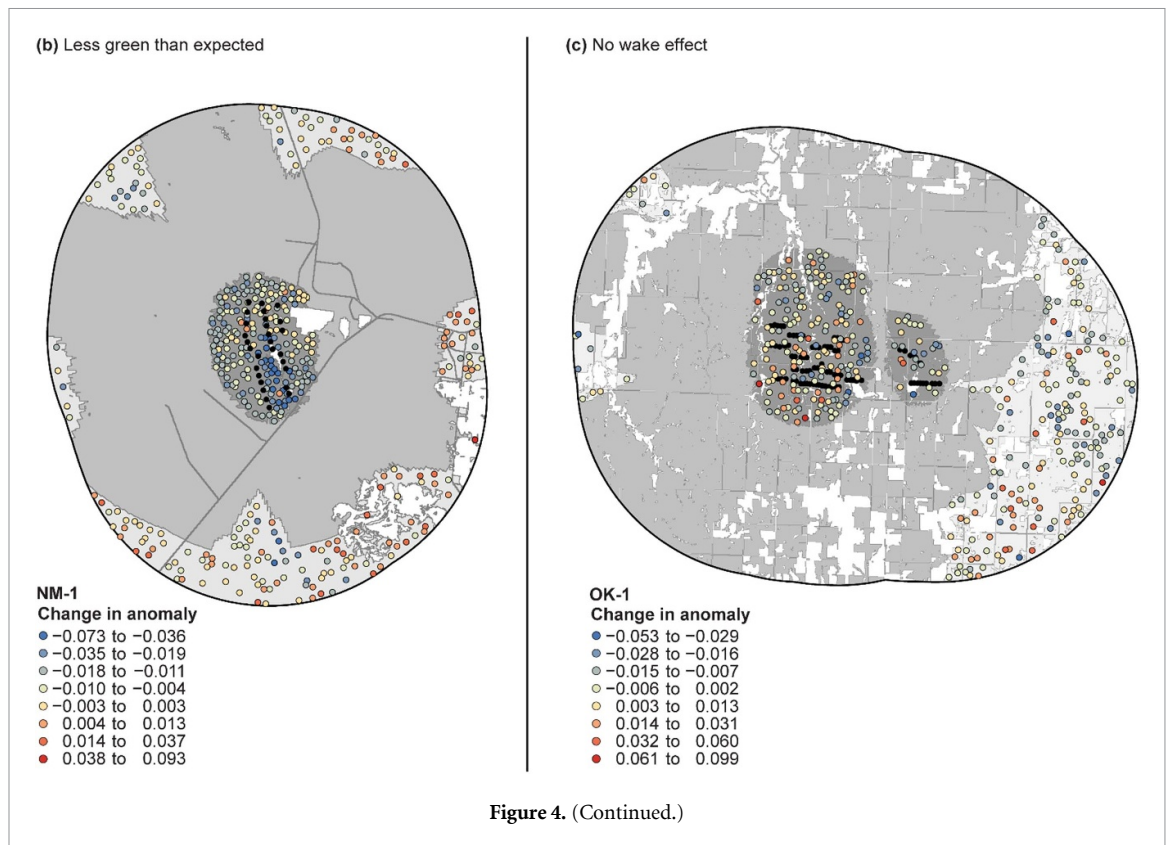 (b) Less green than expected
NM-1
Change in anomaly
−0.073 to −0.036
−0.035 to −0.019
−0.018 to −0.011
−0.010 to −0.004
−0.003 to 0.003
0.004 to 0.013
0.014 to 0.037
0.038 to 0.093
(c) No wake effect
OK-1
Change in anomaly
−0.053 to −0.029
−0.028 to −0.016
−0.015 to −0.007
−0.006 to 0.002
0.003 to 0.013
0.014 to 0.031
0.032 to 0.060
0.061 to 0.099
Figure 4. (Continued.)